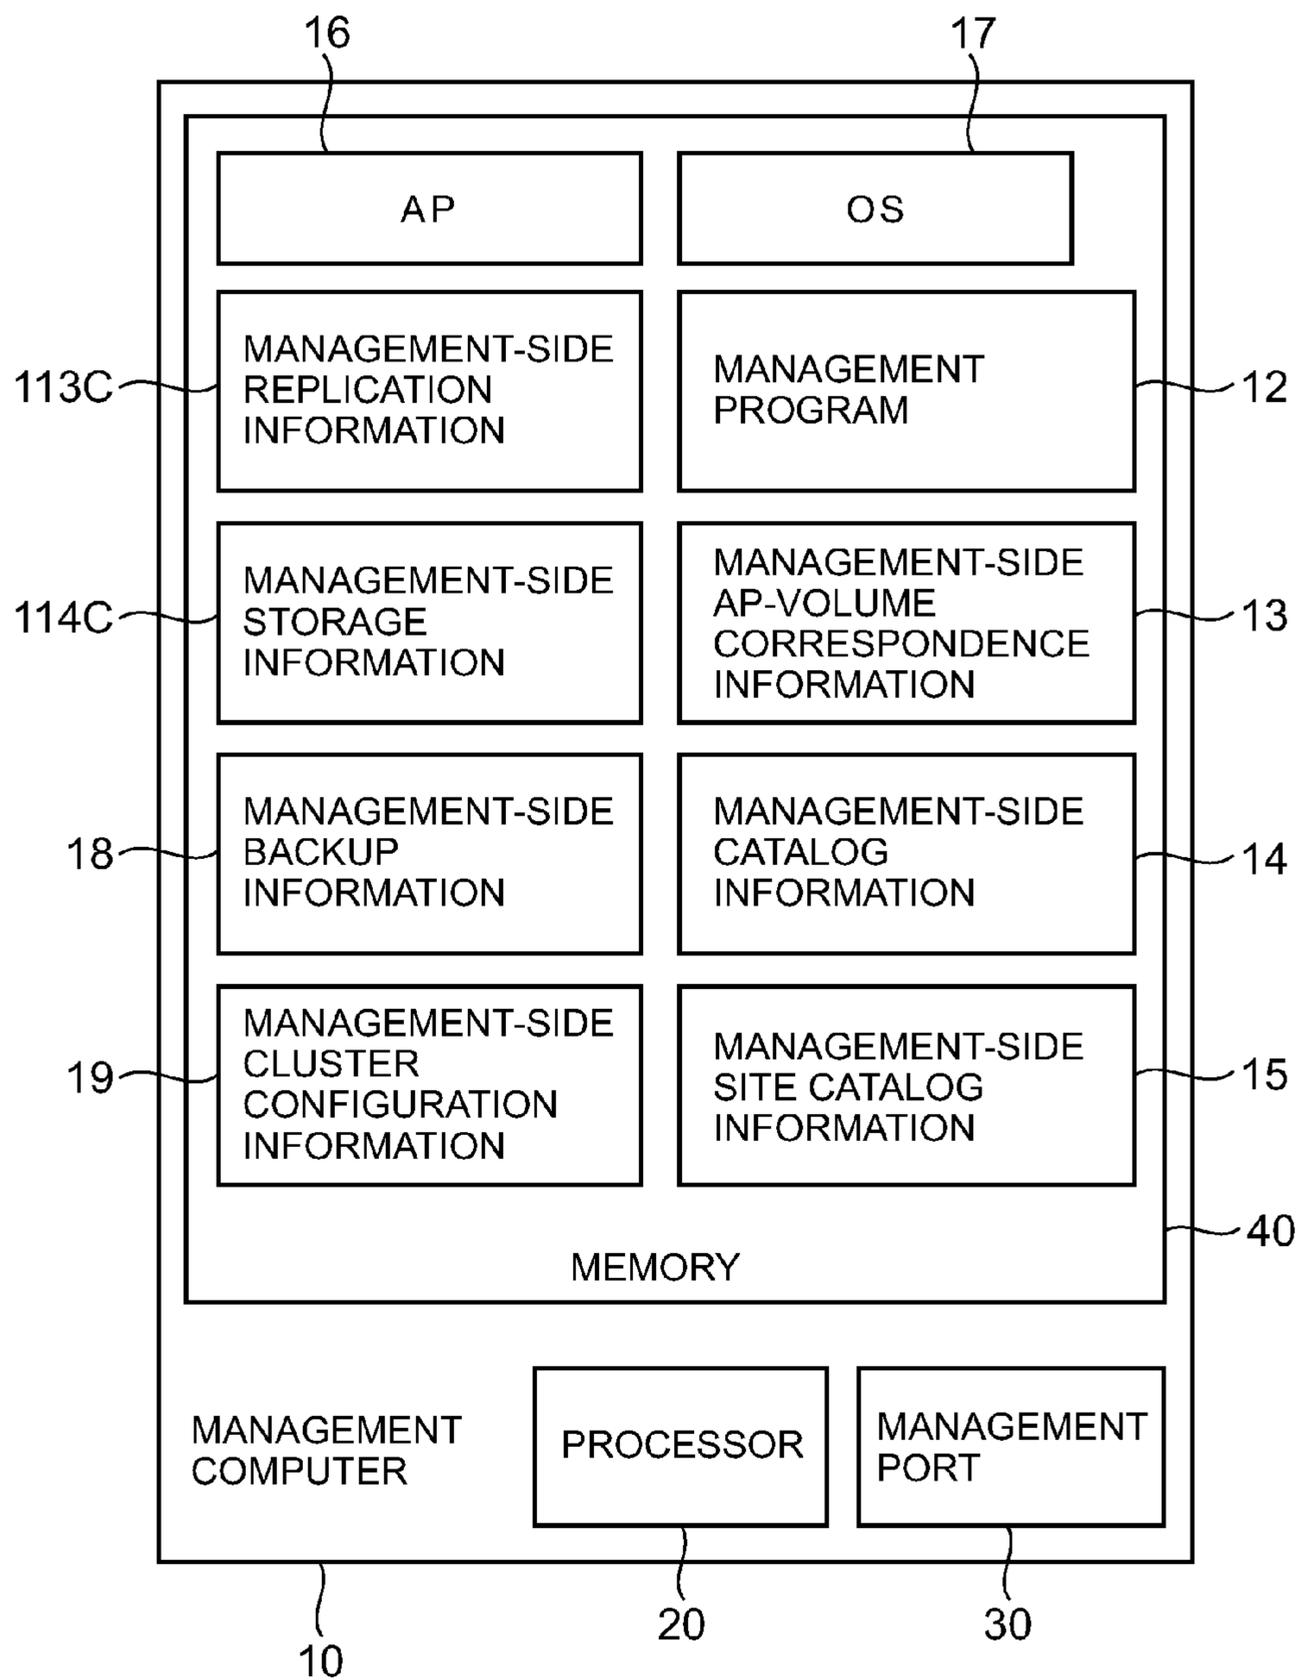 16
17
AP
OS
MANAGEMENT-SIDE
REPLICATION
INFORMATION
113C
MANAGEMENT
PROGRAM
12
MANAGEMENT-SIDE
STORAGE
INFORMATION
114C
MANAGEMENT-SIDE
AP-VOLUME
CORRESPONDENCE
INFORMATION
13
MANAGEMENT-SIDE
BACKUP
INFORMATION
18
MANAGEMENT-SIDE
CATALOG
INFORMATION
14
MANAGEMENT-SIDE
CLUSTER
CONFIGURATION
INFORMATION
19
MANAGEMENT-SIDE
SITE CATALOG
INFORMATION
15
40
MEMORY
MANAGEMENT
COMPUTER
PROCESSOR
MANAGEMENT
PORT
10
20
30